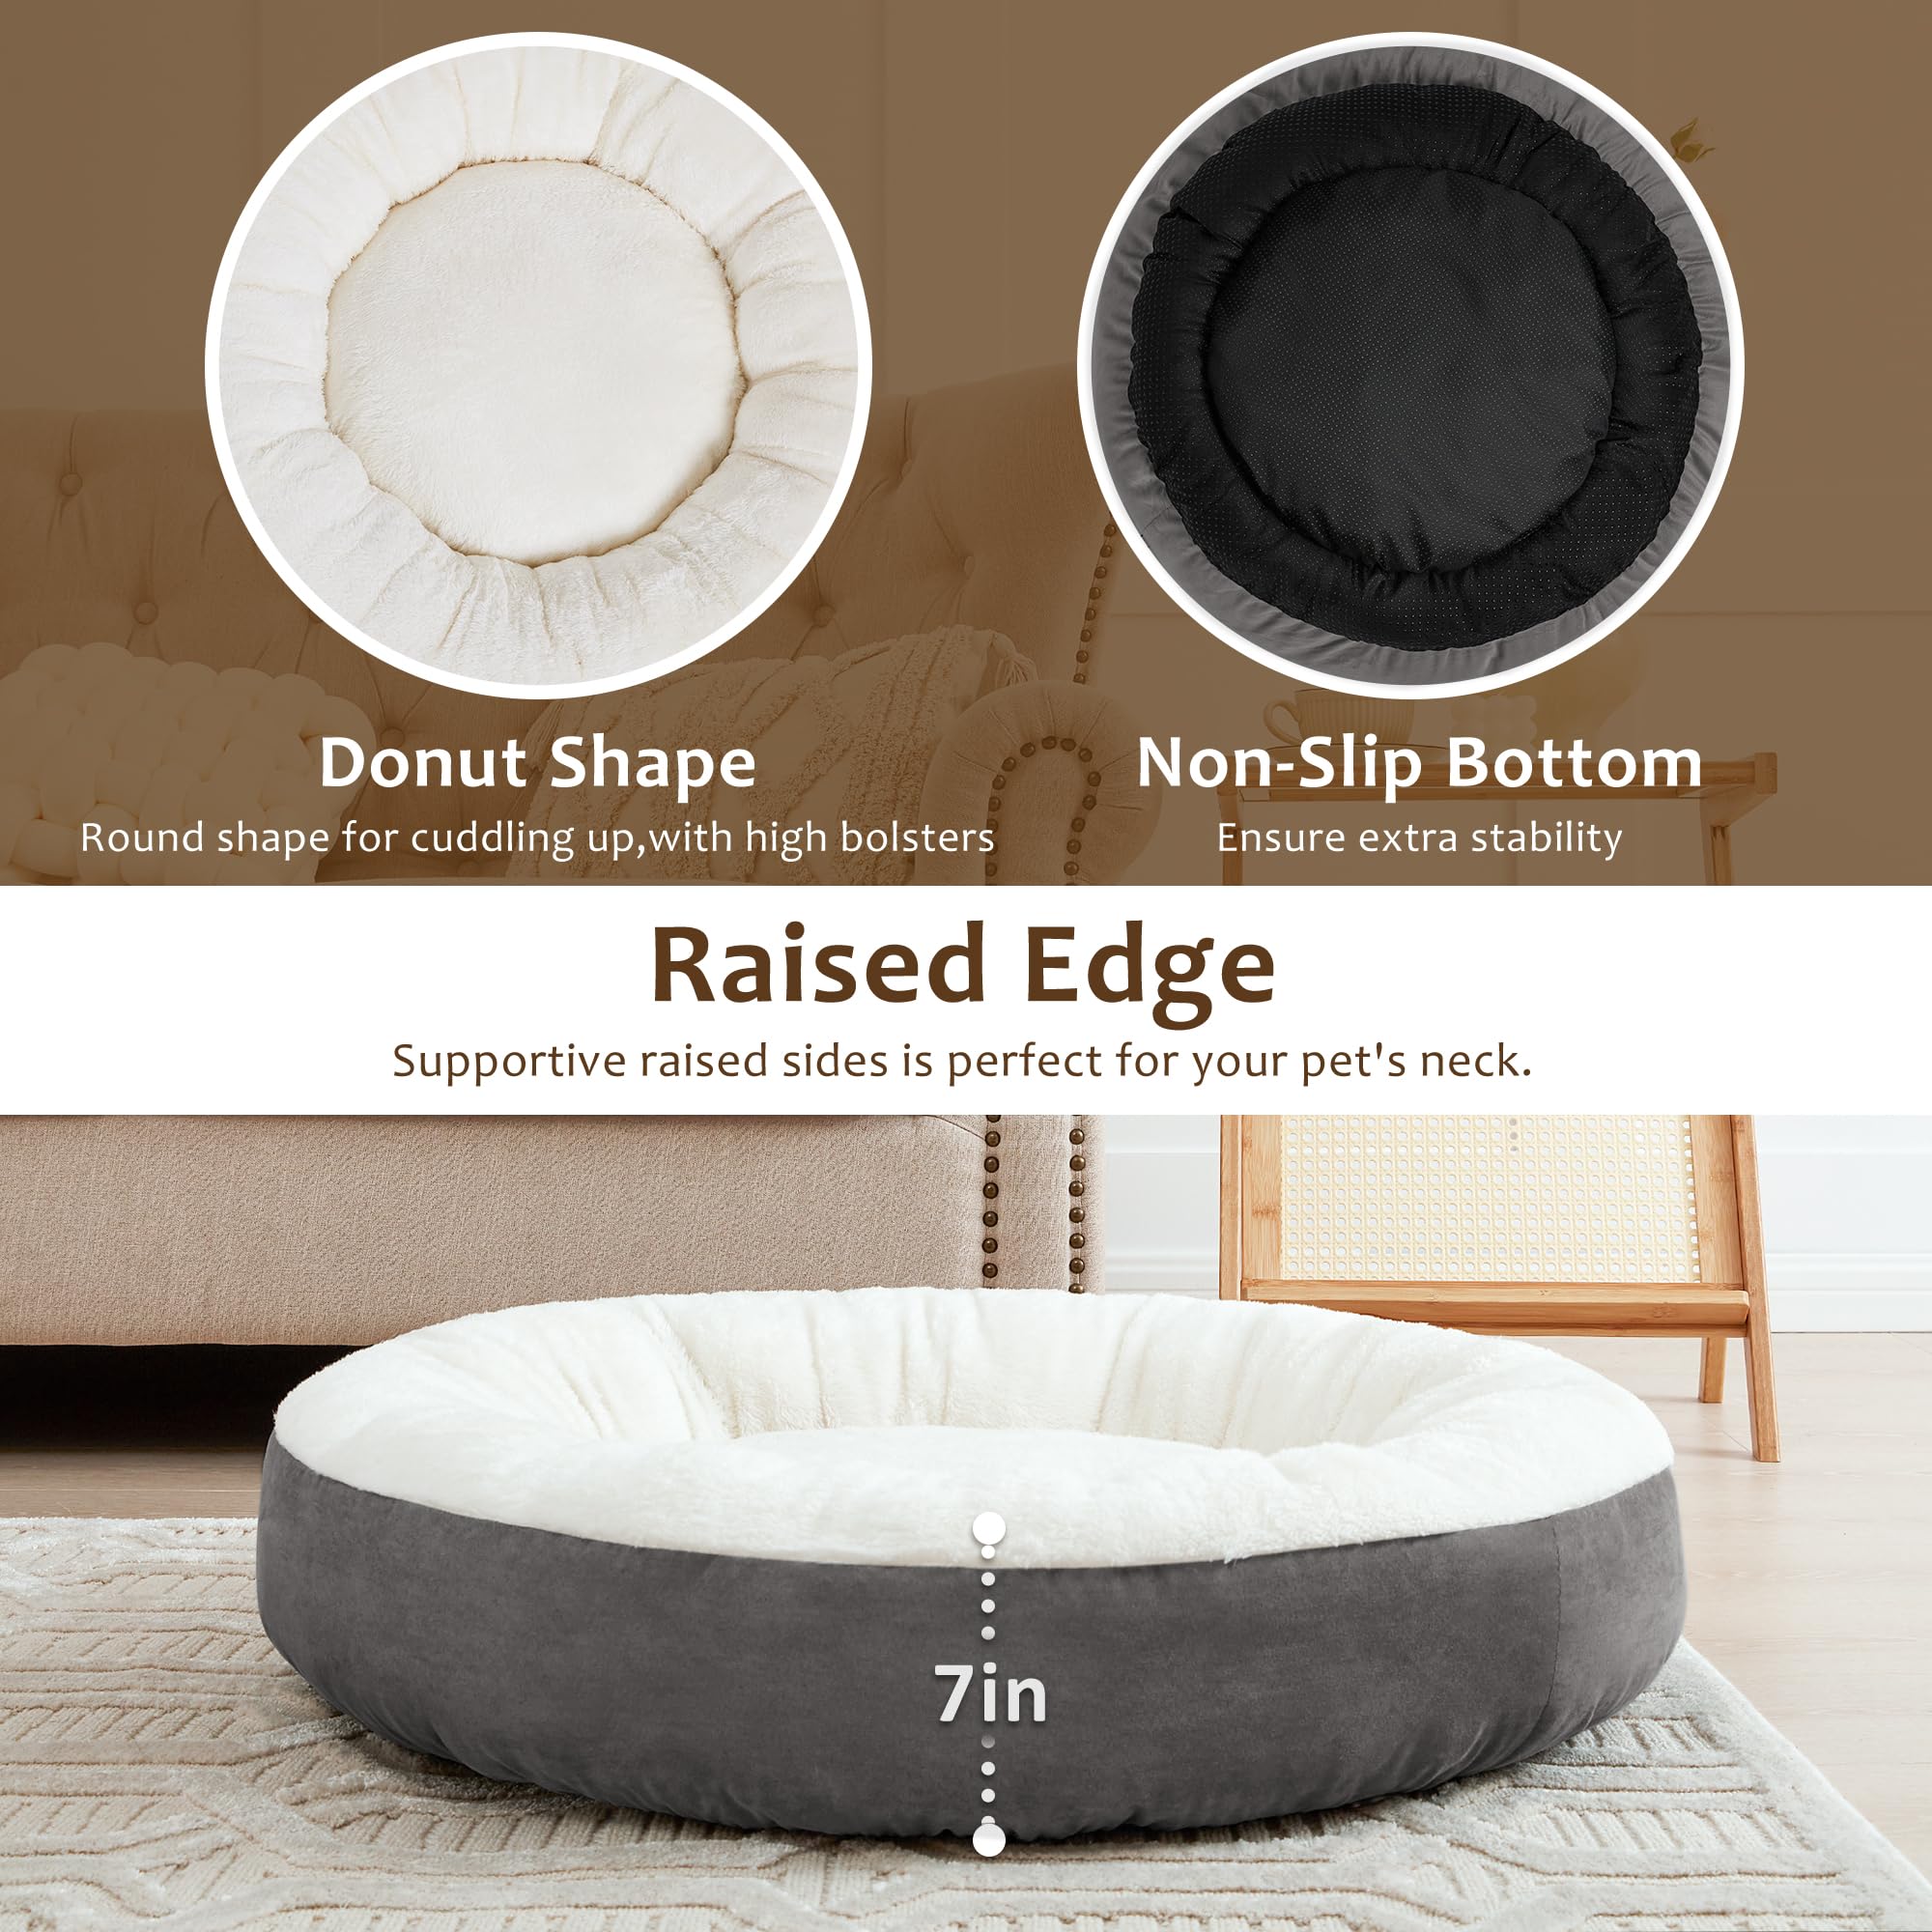 Donut Shape
Round shape for cuddling up,with high bolsters
Non-Slip Bottom
Ensure extra stability
Raised Edge
Supportive raised sides is perfect for your pet's neck.
7in